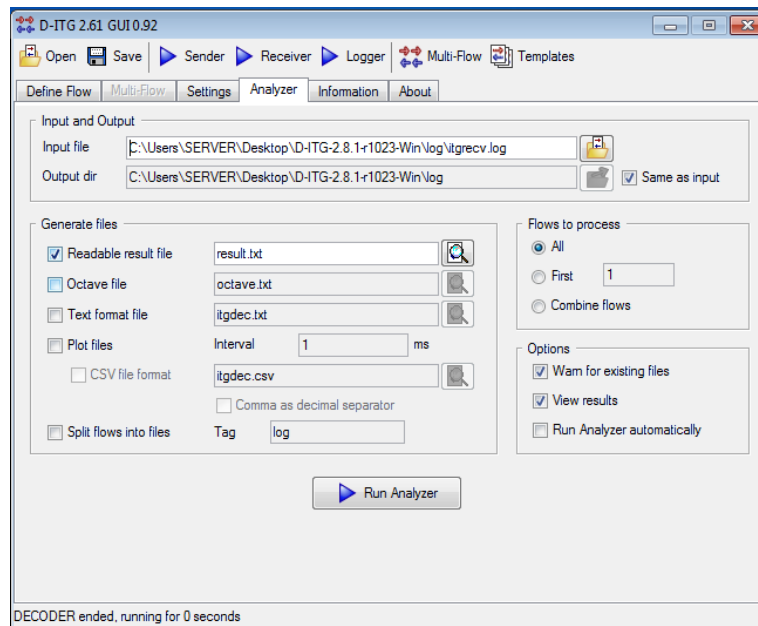 D-ITG 2.61 GUI 0.92
Open Save Sender Receiver Logger Multi-Flow Templates
Define Flow Multi-Flow Settings Analyzer Information About
Input and Output
Input file C:\Users\SERVER\Desktop\D-ITG-2.8.1-r1023-Win\log\itgrecv.log
Output dir C:\Users\SERVER\Desktop\D-ITG-2.8.1-r1023-Win\log Same as input
Generate files
Readable result file result.txt
Octave file octave.txt
Text format file itgdec.txt
Plot files Interval 1 ms
CSV file format itgdec.csv
Comma as decimal separator
Split flows into files Tag log
Flows to process
All
First 1
Combine flows
Options
Warn for existing files
View results
Run Analyzer automatically
Run Analyzer
DECODER ended, running for 0 seconds